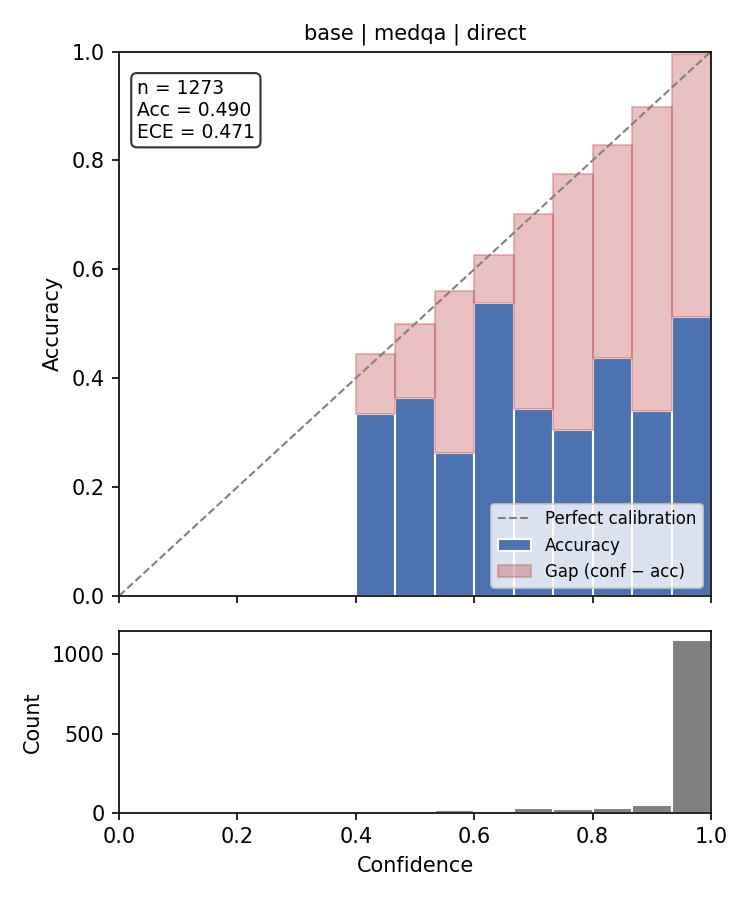 base | medqa | direct
1.0
n = 1273
Acc = 0.490
ECE = 0.471
0.8
0.6
Accuracy
0.4
0.2
0.0
Perfect calibration
Accuracy
Gap (conf − acc)
1000
500
0
Count
0.0 0.2 0.4 0.6 0.8 1.0
Confidence